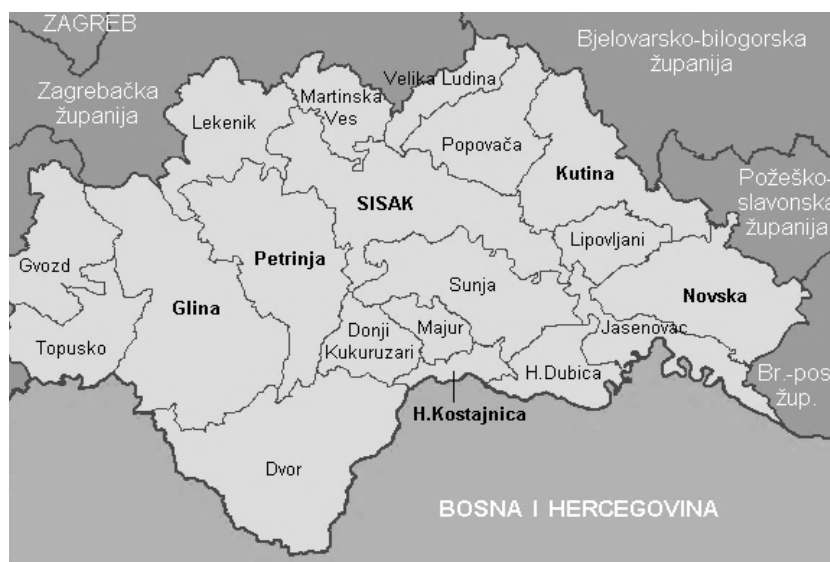 ZAGREB
Bjelovarsko-bilogorska
županija
Zagrebačka
županija
Velika Ludina
Martinska
Ves
Lekenik
Popovača
Kutina
Požeško-
slavonska
županija
SISAK
Lipovljani
Gvozd
Petrinja
Sunja
Novska
Glina
Topusko
Donji
Kukuruzari
Majur
Jasenovac
H.Dubica
Br.-pos
žup.
H.Kostajnica
Dvor
BOSNA I HERCEGOVINA